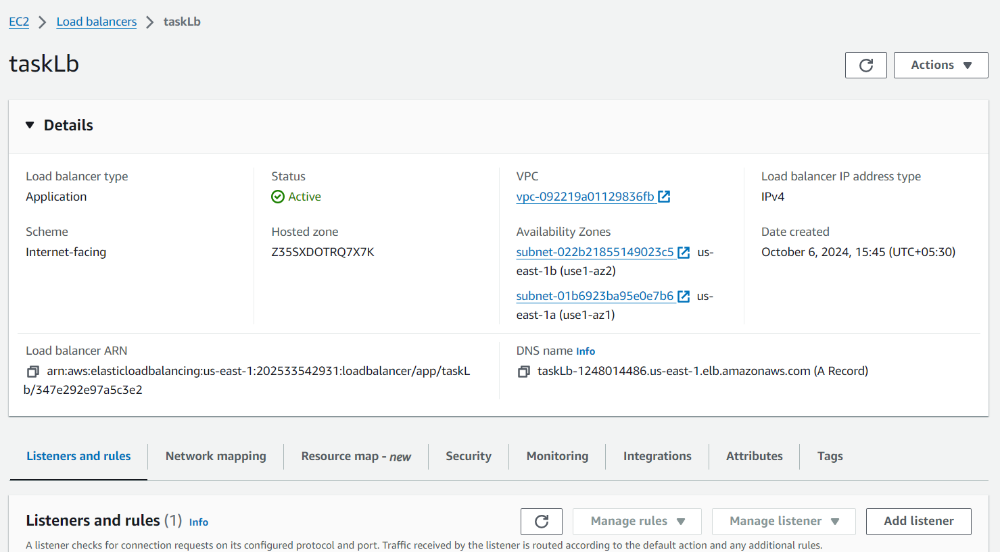 EC2 Load balancers taskLb
taskLb
Actions
Details
Load balancer type
Application
Status
Active
VPC
vpc-092219a01129836fb
Load balancer IP address type
IPv4
Scheme
Internet-facing
Hosted zone
Z35SXDOTRQ7X7K
Availability Zones
subnet-022b21855149023c5 us-
east-1b (use1-az2)
subnet-01b6923ba95e0e7b6 us-
east-1a (use1-az1)
Date created
October 6, 2024, 15:45 (UTC+05:30)
Load balancer ARN
arn:aws:elasticloadbalancing:us-east-1:202533542931:loadbalancer/app/taskL
b/347e292e97a5c3e2
DNS name Info
taskLb-1248014486.us-east-1.elb.amazonaws.com (A Record)
Listeners and rules Network mapping Resource map - new Security Monitoring Integrations Attributes Tags
Listeners and rules (1) Info
Manage rules Manage listener Add listener
A listener checks for connection requests on its configured protocol and port. Traffic received by the listener is routed according to the default action and any additional rules.